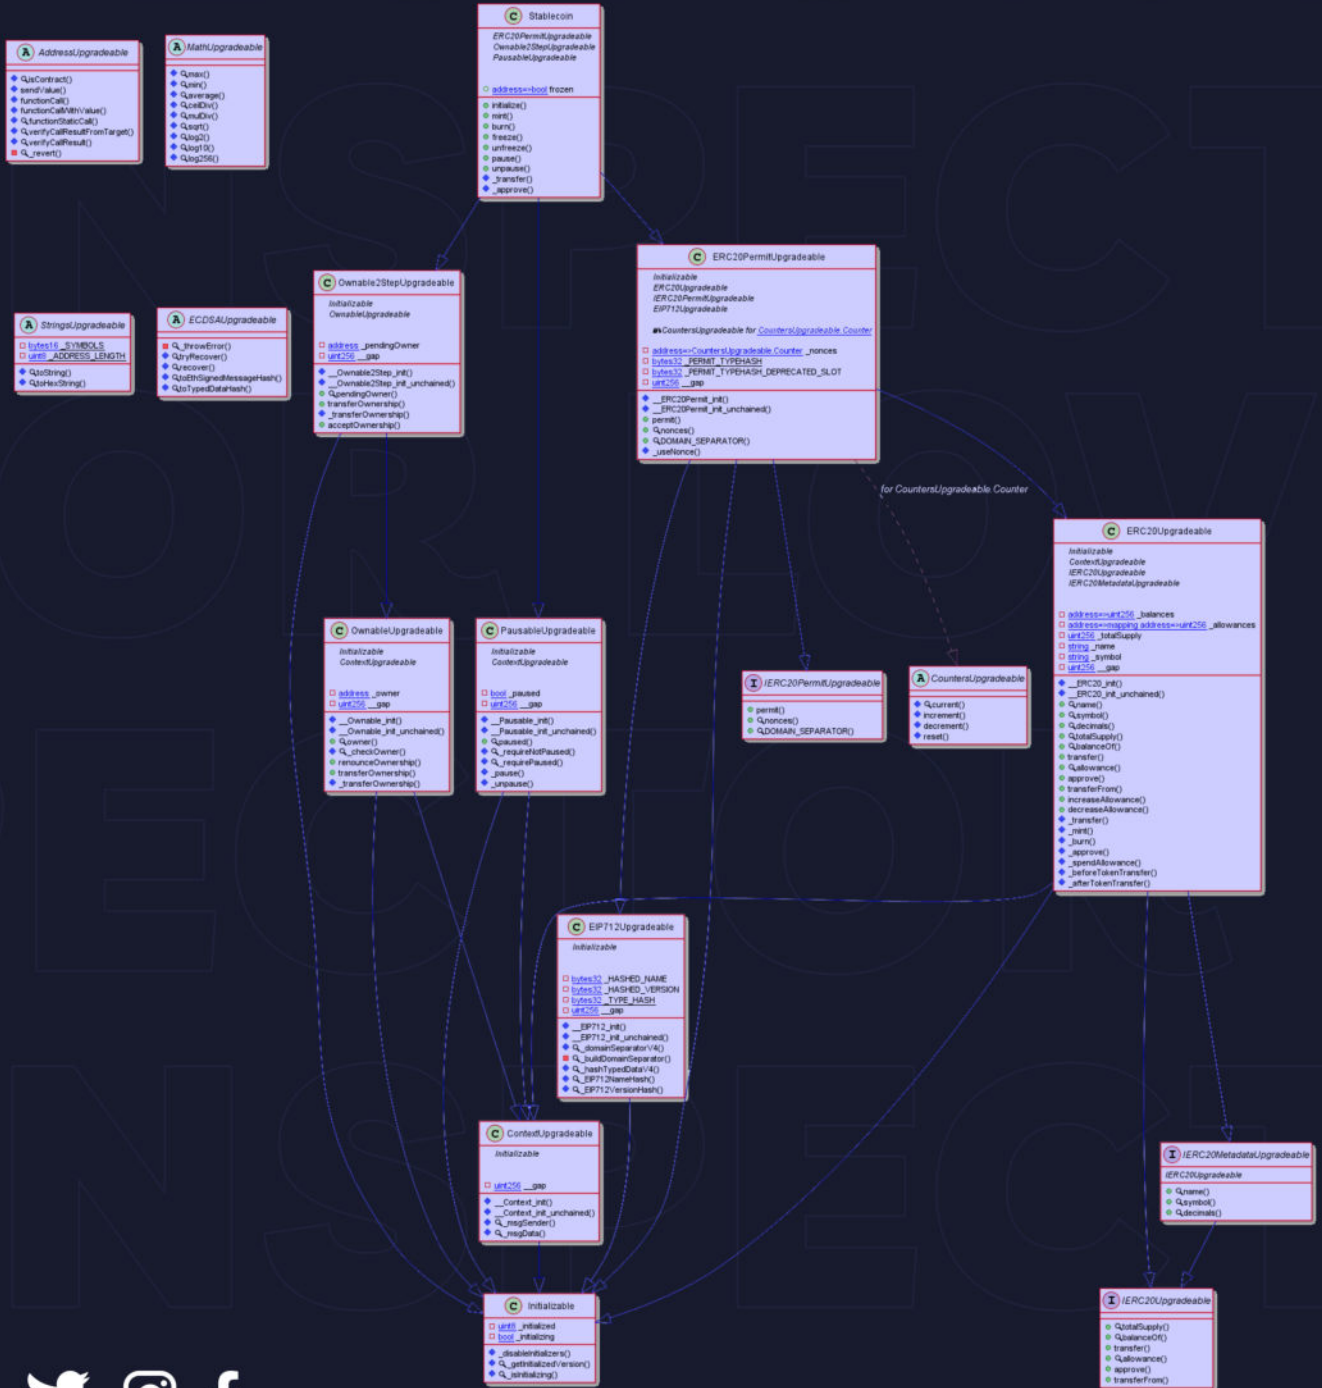 Stablecoin
ERC20PermitUpgradeable
Ownable2StepUpgradeable
PausableUpgradeable
address=>bool frozen
initialize()
mint()
burn()
freeze()
unfreeze()
pause()
unpause()
_transfer()
_approve()
AddressUpgradeable
isContract()
sendValue()
functionCall()
functionCallWithValue()
functionStaticCall()
verifyCallResultFromTarget()
verifyCallResult()
_revert()
MathUpgradeable
max()
min()
average()
ceilDiv()
mulDiv()
sqrt()
log2()
log10()
log256()
StringsUpgradeable
bytes16 _SYMBOLS
uint8 _ADDRESS_LENGTH
toString()
toHexString()
ECDSAUpgradeable
_throwError()
tryRecover()
recover()
toEthSignedMessageHash()
toTypedDataHash()
Ownable2StepUpgradeable
Initializable
OwnableUpgradeable
address _pendingOwner
uint256 __gap
__Ownable2Step_init()
__Ownable2Step_init_unchained()
pendingOwner()
transferOwnership()
_transferOwnership()
acceptOwnership()
ERC20PermitUpgradeable
Initializable
ERC20Upgradeable
IERC20PermitUpgradeable
EIP712Upgradeable
CountersUpgradeable for CountersUpgradeable.Counter
address=>CountersUpgradeable.Counter _nonces
bytes32 _PERMIT_TYPEHASH
bytes32 _PERMIT_TYPEHASH_DEPRECATED_SLOT
uint256 __gap
__ERC20Permit_init()
__ERC20Permit_init_unchained()
permit()
nonces()
DOMAIN_SEPARATOR()
_useNonce()
for CountersUpgradeable.Counter
ERC20Upgradeable
Initializable
ContextUpgradeable
IERC20Upgradeable
IERC20MetadataUpgradeable
address=>uint256 _balances
address=>mapping address=>uint256 _allowances
uint256 _totalSupply
string _name
string _symbol
uint256 __gap
__ERC20_init()
__ERC20_init_unchained()
name()
symbol()
decimals()
totalSupply()
balanceOf()
transfer()
allowance()
approve()
transferFrom()
increaseAllowance()
decreaseAllowance()
_transfer()
_mint()
_burn()
_approve()
_spendAllowance()
_beforeTokenTransfer()
_afterTokenTransfer()
OwnableUpgradeable
Initializable
ContextUpgradeable
address _owner
uint256 __gap
__Ownable_init()
__Ownable_init_unchained()
owner()
_checkOwner()
renounceOwnership()
transferOwnership()
_transferOwnership()
PausableUpgradeable
Initializable
ContextUpgradeable
bool _paused
uint256 __gap
__Pausable_init()
__Pausable_init_unchained()
paused()
_requireNotPaused()
_requirePaused()
_pause()
_unpause()
IERC20PermitUpgradeable
permit()
nonces()
DOMAIN_SEPARATOR()
CountersUpgradeable
current()
increment()
decrement()
reset()
EIP712Upgradeable
Initializable
bytes32 _HASHED_NAME
bytes32 _HASHED_VERSION
bytes32 _TYPE_HASH
uint256 __gap
__EIP712_init()
__EIP712_init_unchained()
_domainSeparatorV4()
_buildDomainSeparator()
_hashTypedDataV4()
_EIP712NameHash()
_EIP712VersionHash()
ContextUpgradeable
Initializable
uint256 __gap
__Context_init()
__Context_init_unchained()
_msgSender()
_msgData()
IERC20MetadataUpgradeable
IERC20Upgradeable
name()
symbol()
decimals()
Initializable
uint8 _initialized
bool _initializing
_disableInitializers()
_getInitializedVersion()
_isInitializing()
IERC20Upgradeable
totalSupply()
balanceOf()
transfer()
allowance()
approve()
transferFrom()